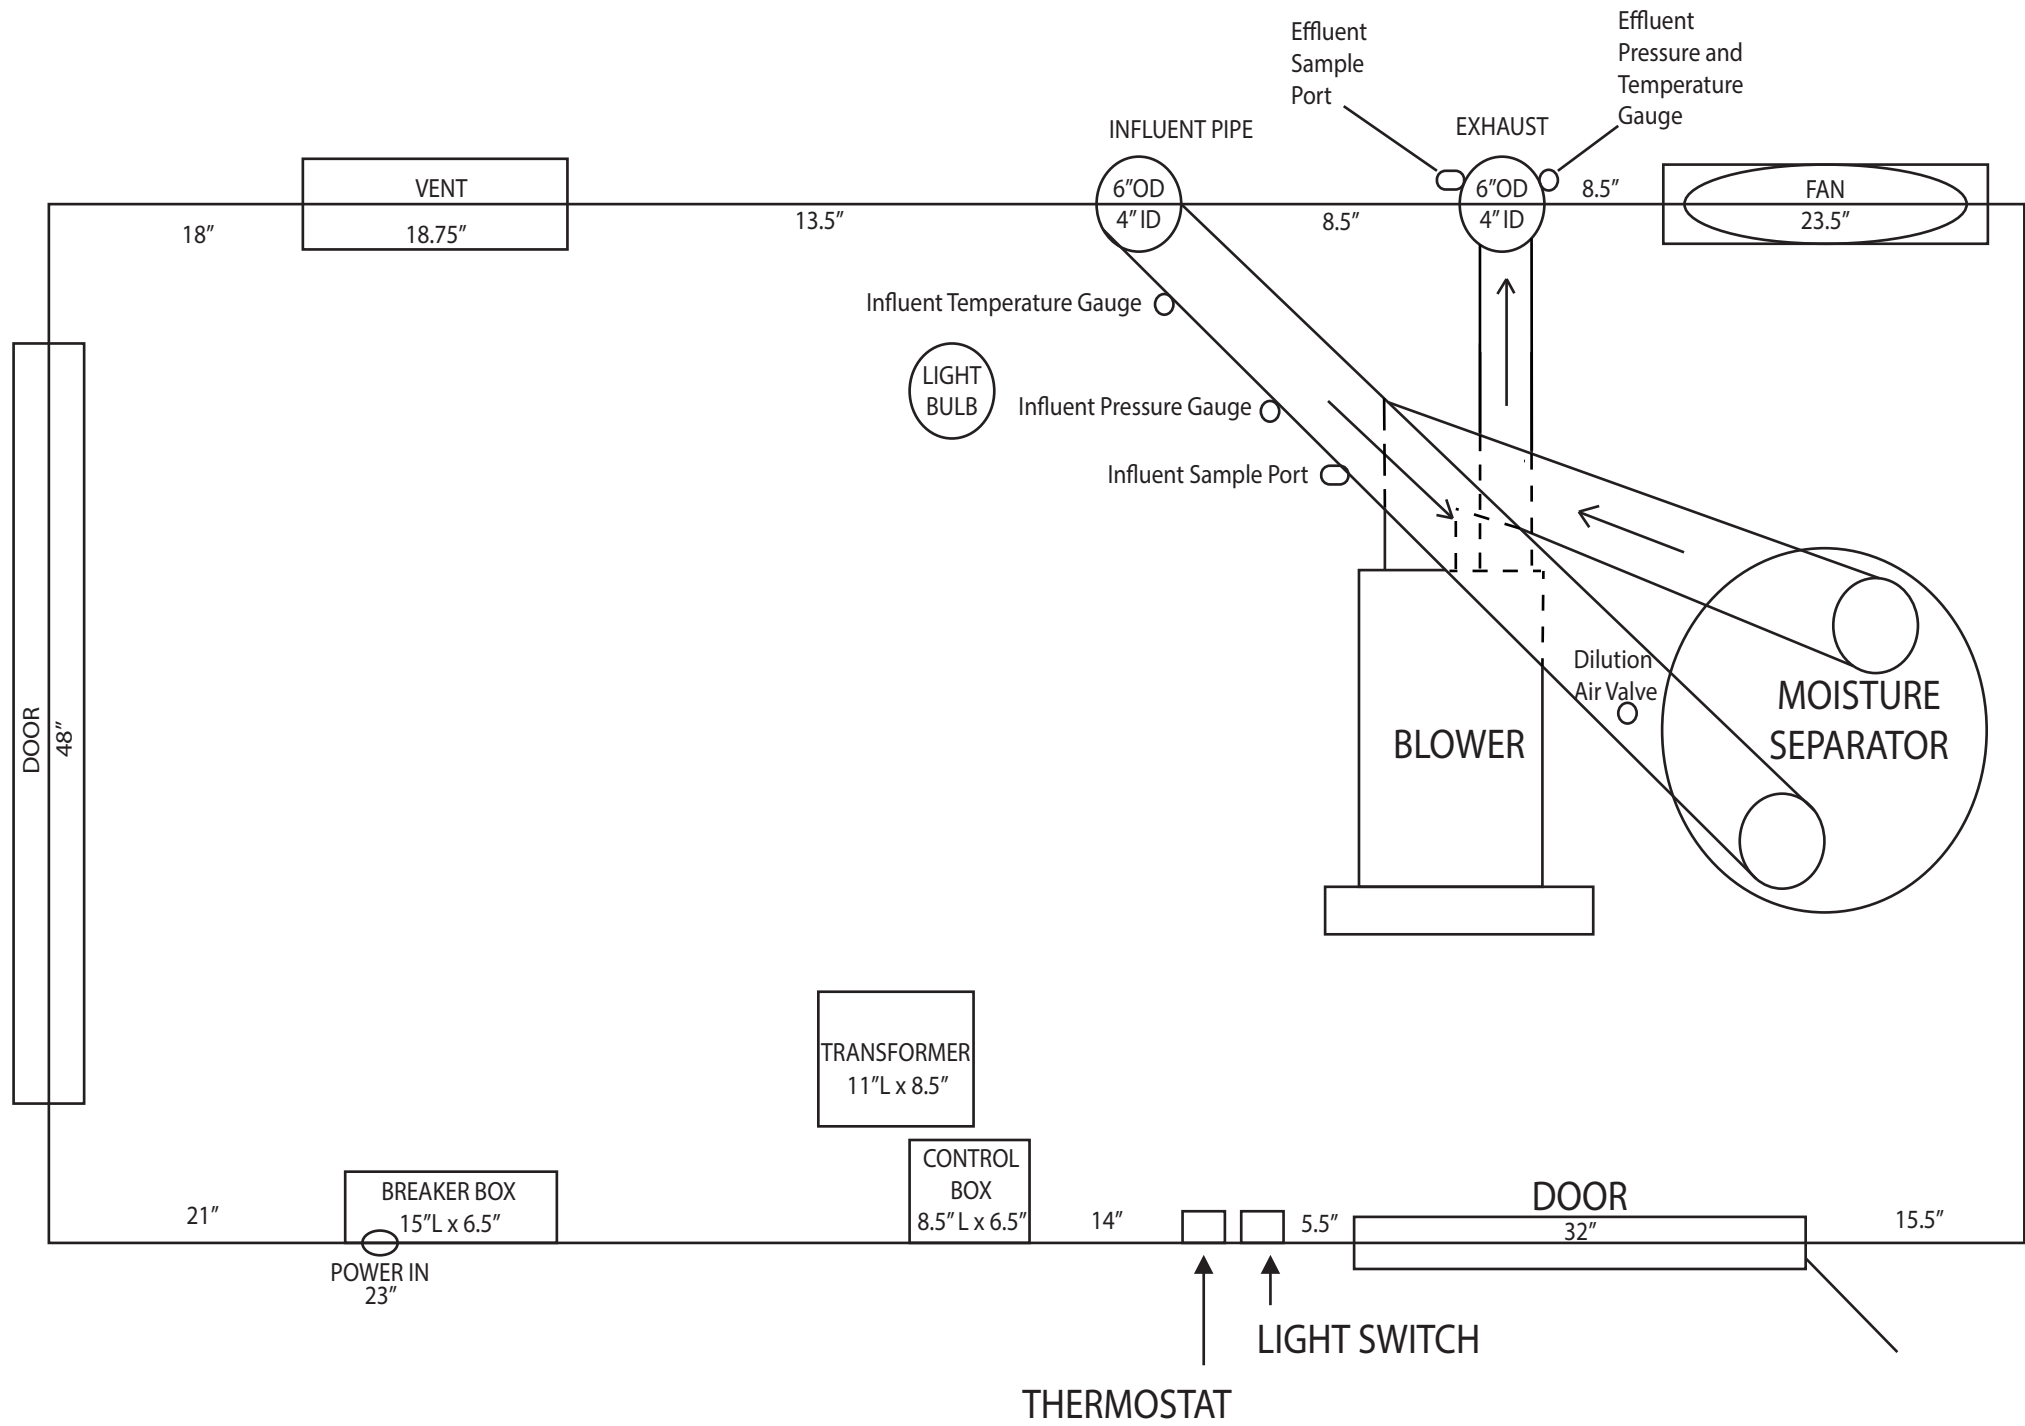 Effluent
Sample
Port
Effluent
Pressure and
Temperature
Gauge
INFLUENT PIPE
EXHAUST
VENT
18.75”
18”
13.5”
6”OD
4” ID
8.5”
6”OD
4” ID
8.5”
FAN
23.5”
Influent Temperature Gauge
LIGHT
BULB
Influent Pressure Gauge
Influent Sample Port
Dilution
Air Valve
MOISTURE
SEPARATOR
BLOWER
DOOR
48”
TRANSFORMER
11”L x 8.5”
CONTROL
BOX
8.5” L x 6.5”
BREAKER BOX
15”L x 6.5”
21”
14”
5.5”
DOOR
32”
15.5”
POWER IN
23”
LIGHT SWITCH
THERMOSTAT